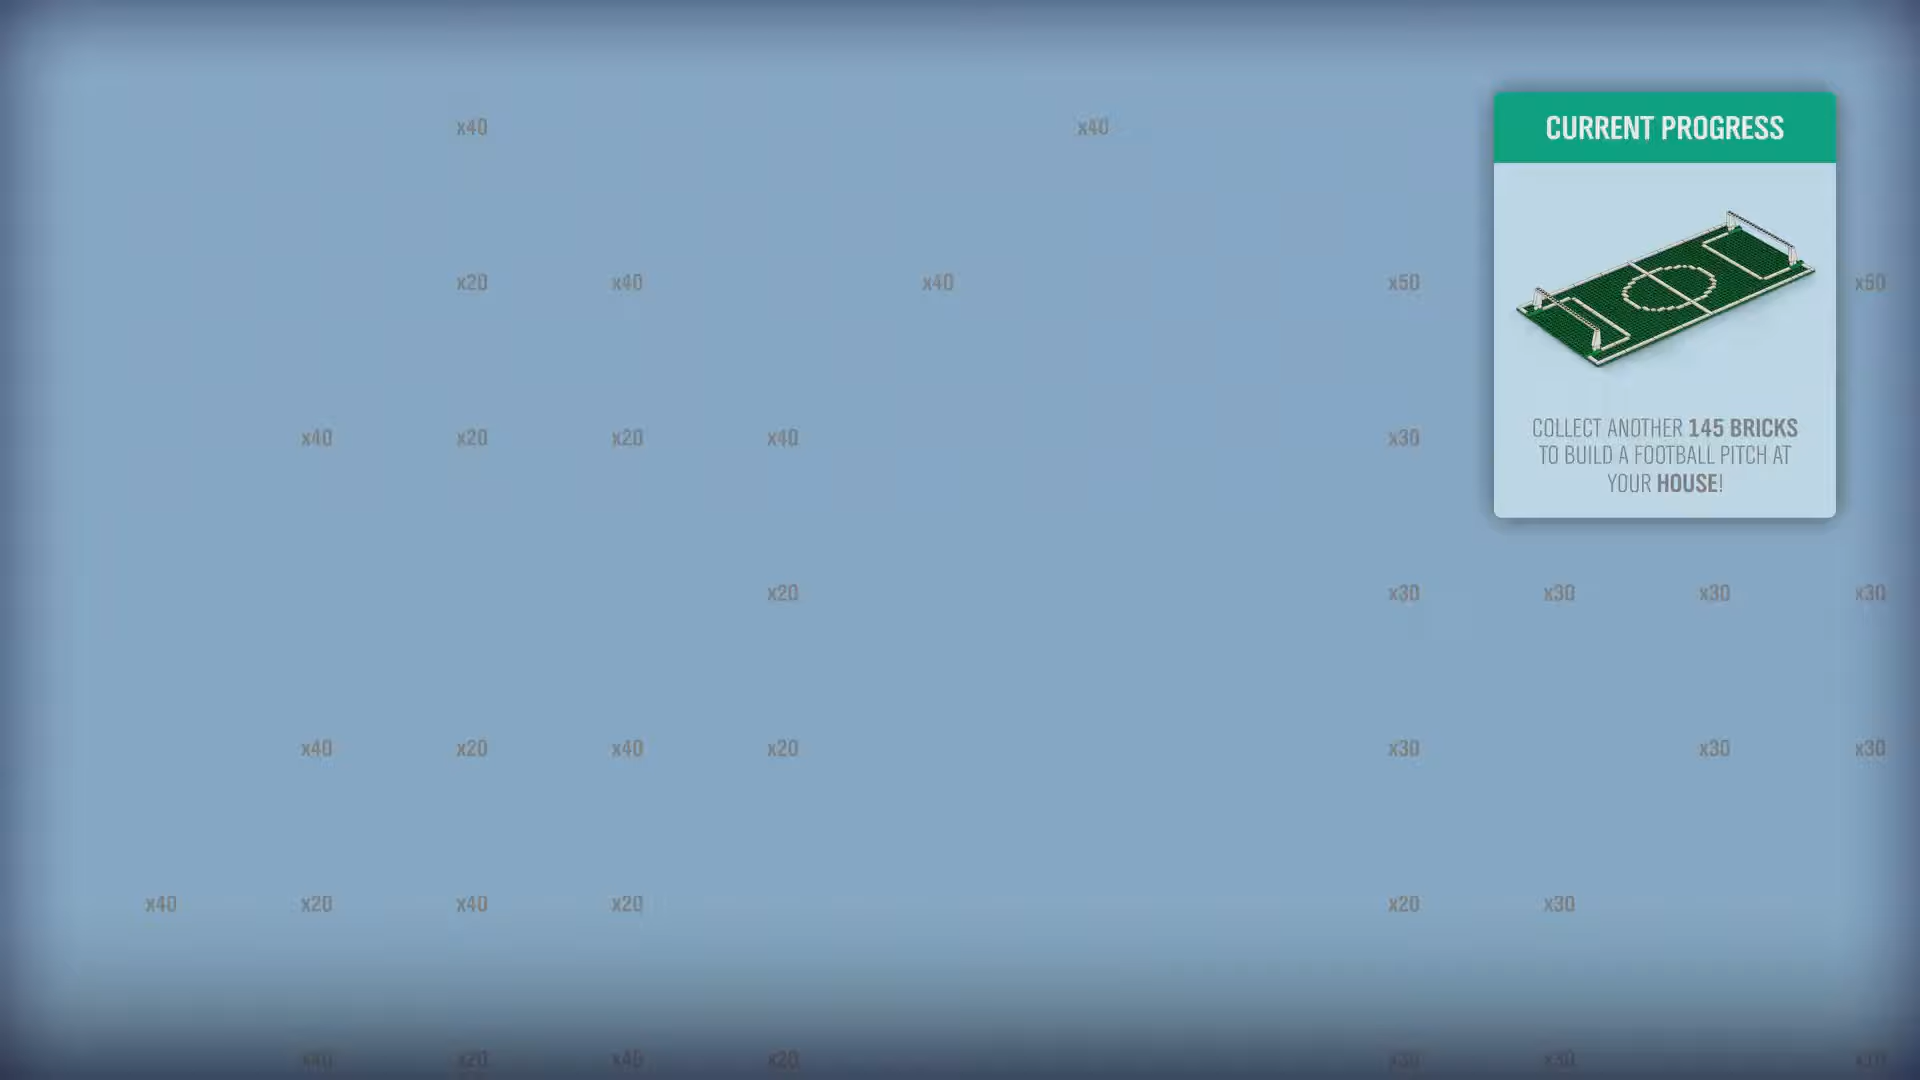 x40 x40
CURRENT PROGRESS
x20 x40 x40 x50 x60
x40 x20 x20 x40 x30
COLLECT ANOTHER 145 BRICKS
TO BUILD A FOOTBALL PITCH AT
YOUR HOUSE!
x20 x30 x30 x30 x30
x40 x20 x40 x20 x30 x30 x30
x40 x20 x40 x20 x20 x30
x20 x40 x20 x30